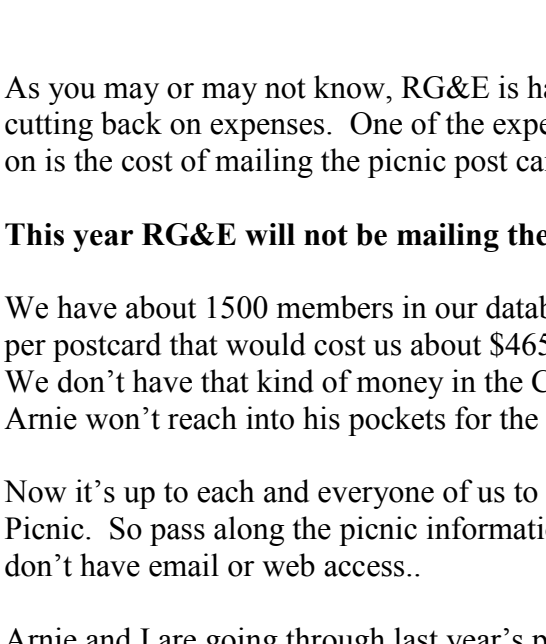 As you may or may not know, RG&E is ha
cutting back on expenses.  One of the expe
on is the cost of mailing the picnic post ca
This year RG&E will not be mailing the
We have about 1500 members in our datab
per postcard that would cost us about $465
We don’t have that kind of money in the C
Arnie won’t reach into his pockets for the
Now it’s up to each and everyone of us to
Picnic.  So pass along the picnic informati
don’t have email or web access..
Arnie and I are going through last year’s p